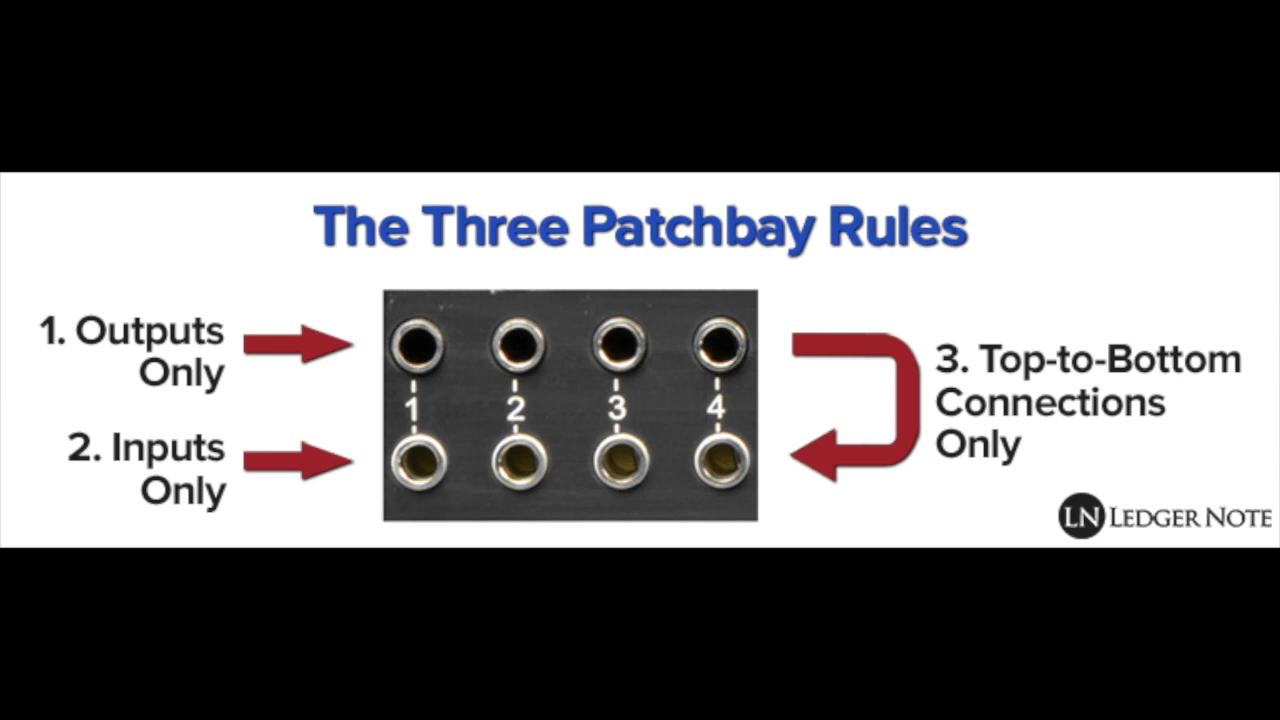 The Three Patchbay Rules
1. Outputs
Only
2. Inputs
Only
1
2
3
4
3. Top-to-Bottom
Connections
Only
LN LEDGER NOTE